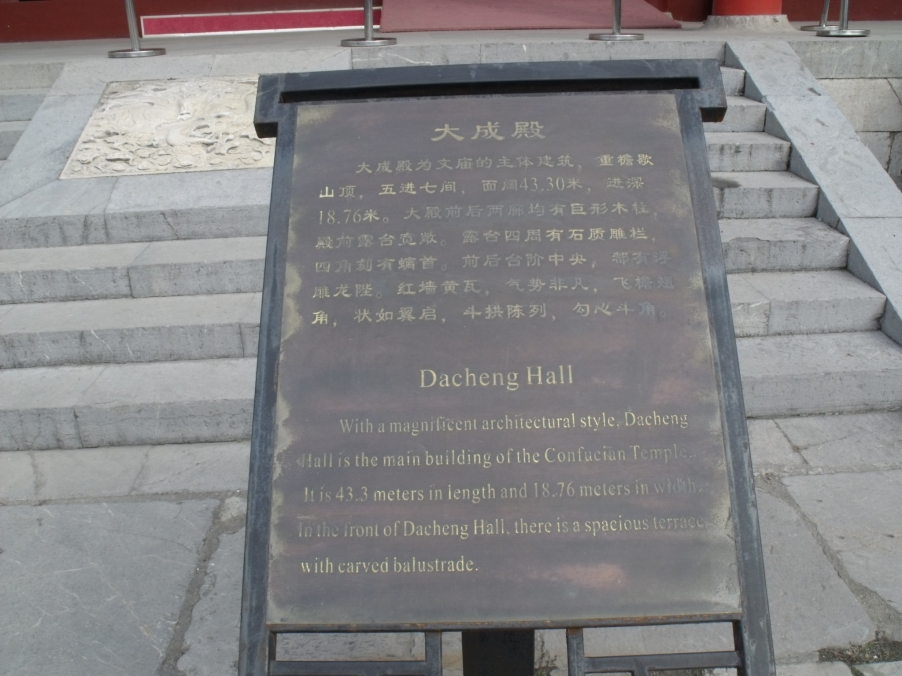 大成殿
大成殿为文庙的主体建筑，重檐歇
山顶，五进七间，面阔43.30米，进深
18.76米。大殿前后两廊均有巨形木柱，
殿前露台宽敞。露台四周有石质雕栏，
四角刻有螭首。前后台阶中央，都有浮
雕龙陛。红墙黄瓦，气势非凡，飞檐翘
角，状如翼启，斗拱陈列，勾心斗角。
Dacheng Hall
With a magnificent architectural style, Dacheng
Hall is the main building of the Confucian Temple.
It is 43.3 meters in length and 18.76 meters in width.
In the front of Dacheng Hall, there is a spacious terrace
with carved balustrade.